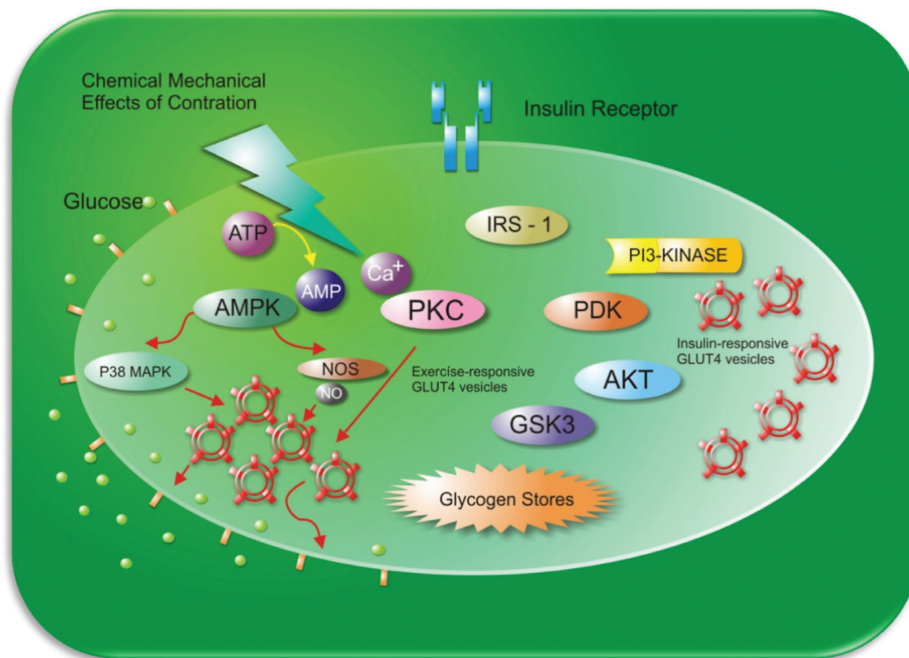 Chemical Mechanical
Effects of Contration
Insulin Receptor
Glucose
ATP
IRS - 1
PI3-KINASE
Ca+
AMP
AMPK
PKC
PDK
Insulin-responsive
GLUT4 vesicles
P38 MAPK
NOS
NO
Exercise-responsive
GLUT4 vesicles
AKT
GSK3
Glycogen Stores